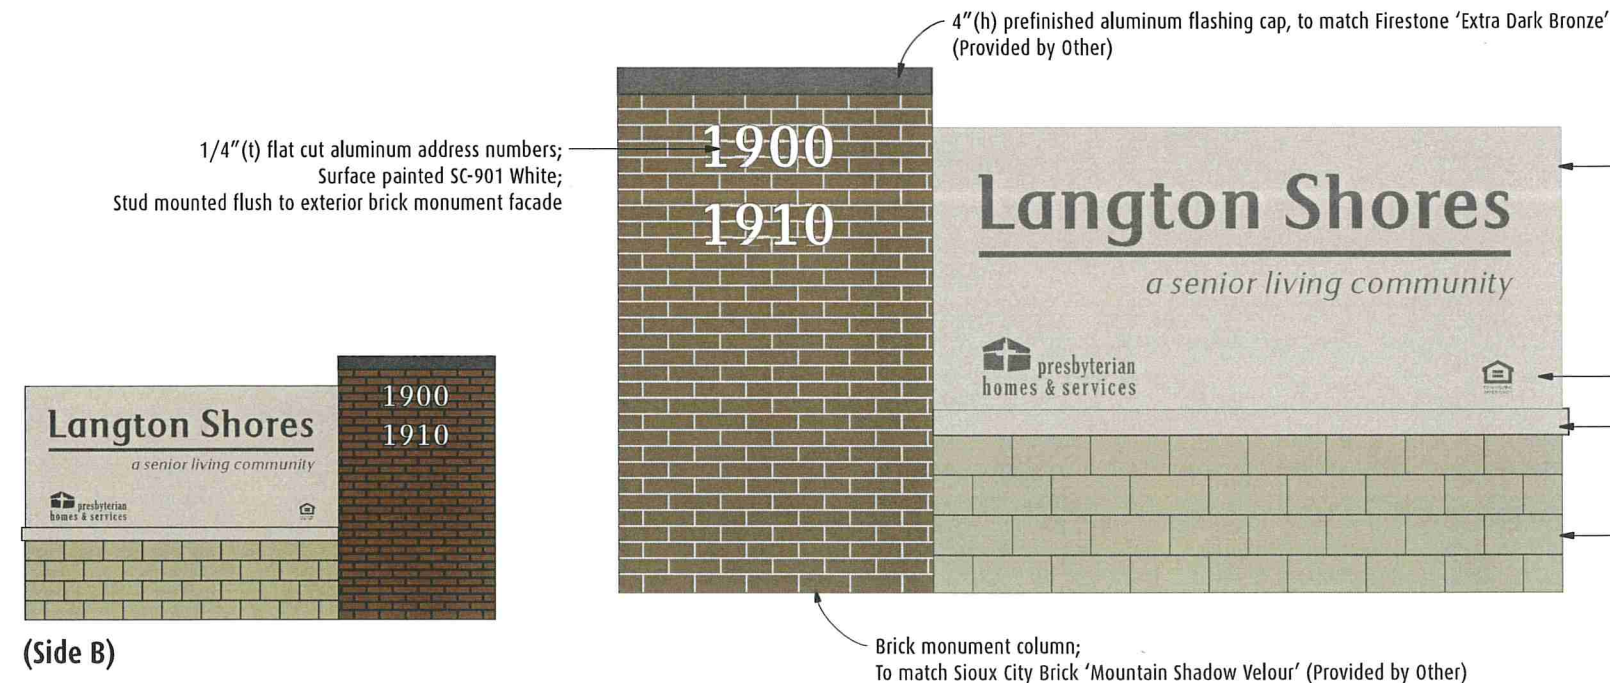 4"(h) prefinished aluminum flashing cap, to match Firestone ‘Extra Dark Bronze’
(Provided by Other)
1/4"(t) flat cut aluminum address numbers;
Surface painted SC-901 White;
Stud mounted flush to exterior brick monument facade
1900
1910
Langton Shores
a senior living community
presbyterian
homes & services
Langton Shores
a senior living community
presbyterian
homes & services
1900
1910
(Side B)
Brick monument column;
To match Sioux City Brick ‘Mountain Shadow Velour’ (Provided by Other)